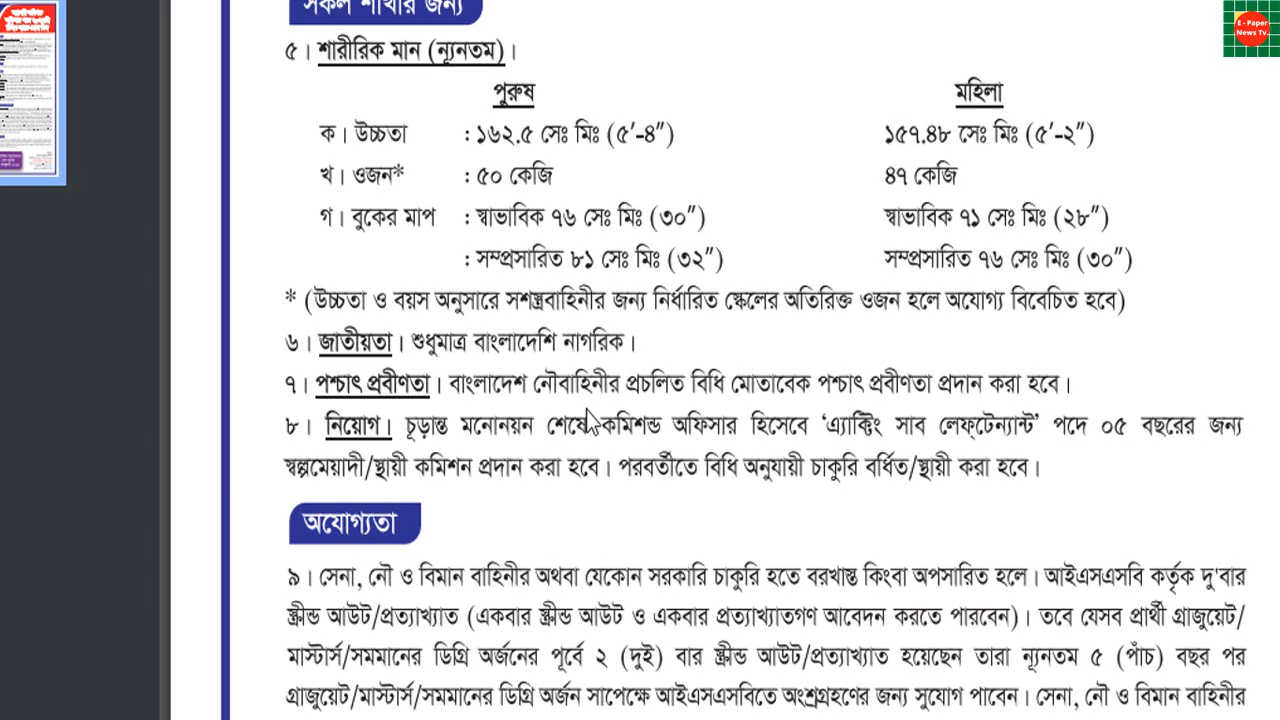 সকল শাখার জন্য
E - Paper
News Tv.
৫। শারীরিক মান (ন্যূনতম)।
পুরুষ মহিলা
ক। উচ্চতা : ১৬২.৫ সেঃ মিঃ (৫′-৪″) ১৫৭.৪৮ সেঃ মিঃ (৫′-২″)
খ। ওজন* : ৫০ কেজি ৪৭ কেজি
গ। বুকের মাপ : স্বাভাবিক ৭৬ সেঃ মিঃ (৩০″) স্বাভাবিক ৭১ সেঃ মিঃ (২৮″)
: সম্প্রসারিত ৮১ সেঃ মিঃ (৩২″) সম্প্রসারিত ৭৬ সেঃ মিঃ (৩০″)
* (উচ্চতা ও বয়স অনুসারে সশস্ত্রবাহিনীর জন্য নির্ধারিত স্কেলের অতিরিক্ত ওজন হলে অযোগ্য বিবেচিত হবে)
৬। জাতীয়তা। শুধুমাত্র বাংলাদেশি নাগরিক।
৭। পশ্চাৎ প্রবীণতা। বাংলাদেশ নৌবাহিনীর প্রচলিত বিধি মোতাবেক পশ্চাৎ প্রবীণতা প্রদান করা হবে।
৮। নিয়োগ। চূড়ান্ত মনোনয়ন শেষে কমিশন্ড অফিসার হিসেবে ‘এ্যাক্টিং সাব লেফ্‌টেন্যান্ট’ পদে ০৫ বছরের জন্য
স্বল্পমেয়াদী/স্থায়ী কমিশন প্রদান করা হবে। পরবর্তীতে বিধি অনুযায়ী চাকুরি বর্ধিত/স্থায়ী করা হবে।
অযোগ্যতা
৯। সেনা, নৌ ও বিমান বাহিনীর অথবা যেকোন সরকারি চাকুরি হতে বরখাস্ত কিংবা অপসারিত হলে। আইএসএসবি কর্তৃক দু'বার
স্ক্রীন্ড আউট/প্রত্যাখ্যাত (একবার স্ক্রীন্ড আউট ও একবার প্রত্যাখ্যাতগণ আবেদন করতে পারবেন)। তবে যেসব প্রার্থী গ্রাজুয়েট/
মাস্টার্স/সমমানের ডিগ্রি অর্জনের পূর্বে ২ (দুই) বার স্ক্রীন্ড আউট/প্রত্যাখ্যাত হয়েছেন তারা ন্যূনতম ৫ (পাঁচ) বছর পর
গ্রাজুয়েট/মাস্টার্স/সমমানের ডিগ্রি অর্জন সাপেক্ষে আইএসএসবিতে অংশগ্রহণের জন্য সুযোগ পাবেন। সেনা, নৌ ও বিমান বাহিনীর